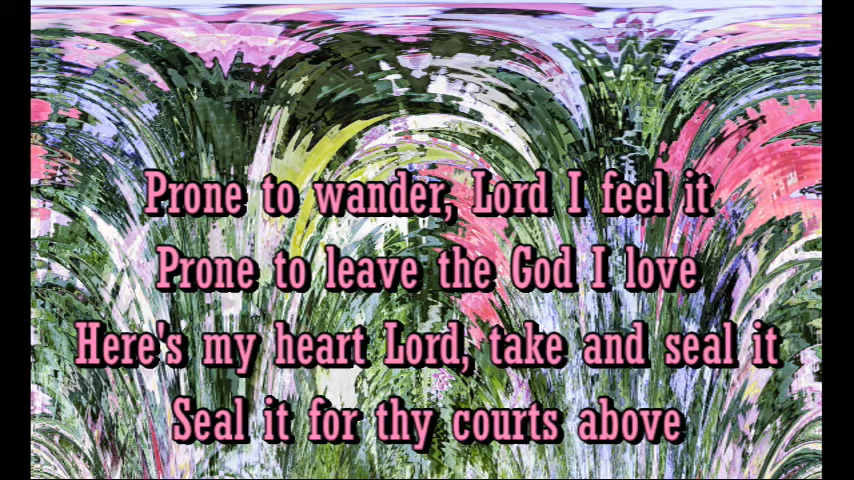 Prone to wander, Lord I feel it
Prone to leave the God I love
Here's my heart Lord, take and seal it
Seal it for thy courts above